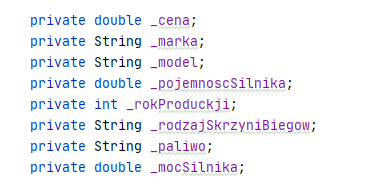 private double _cena;
private String _marka;
private String _model;
private double _pojemnoscSilnika;
private int _rokProduckji;
private String _rodzajSkrzyniBiegow;
private String _paliwo;
private double _mocSilnika;